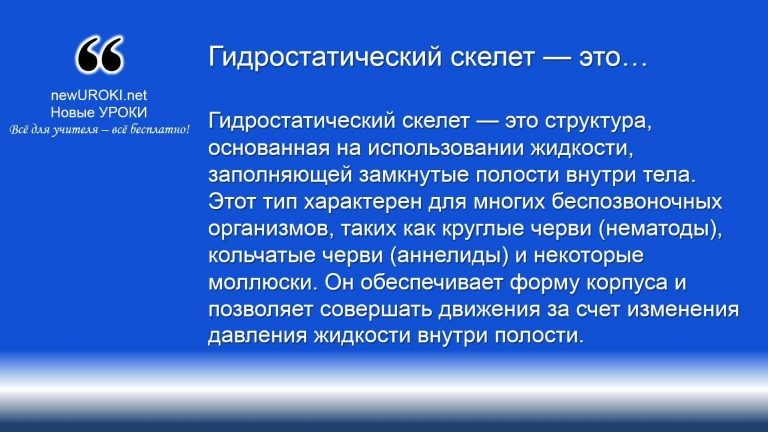 newUROKI.net
Новые УРОКИ
Всё для учителя – всё бесплатно!
Гидростатический скелет — это…
Гидростатический скелет — это структура,
основанная на использовании жидкости,
заполняющей замкнутые полости внутри тела.
Этот тип характерен для многих беспозвоночных
организмов, таких как круглые черви (нематоды),
кольчатые черви (аннелиды) и некоторые
моллюски. Он обеспечивает форму корпуса и
позволяет совершать движения за счет изменения
давления жидкости внутри полости.